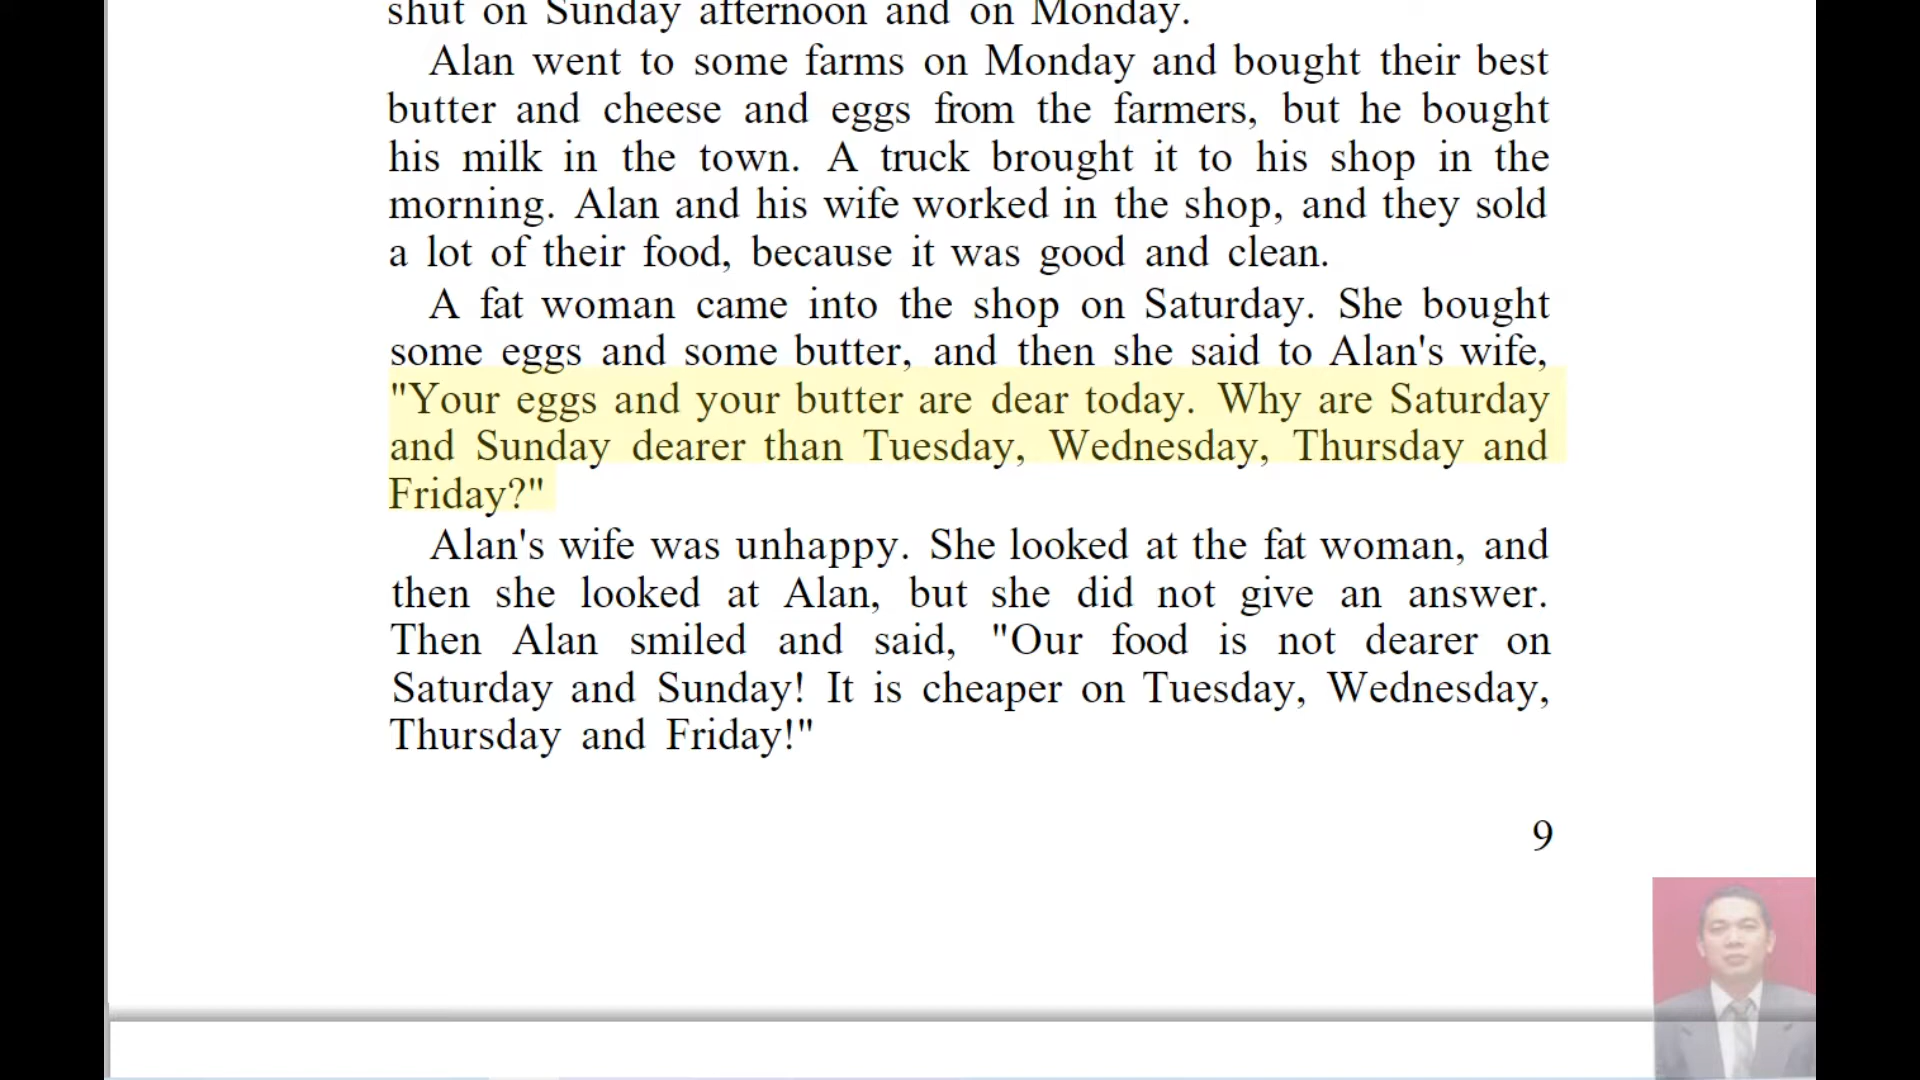 shut on Sunday afternoon and on Monday.
Alan went to some farms on Monday and bought their best
butter and cheese and eggs from the farmers, but he bought
his milk in the town. A truck brought it to his shop in the
morning. Alan and his wife worked in the shop, and they sold
a lot of their food, because it was good and clean.
A fat woman came into the shop on Saturday. She bought
some eggs and some butter, and then she said to Alan's wife,
"Your eggs and your butter are dear today. Why are Saturday
and Sunday dearer than Tuesday, Wednesday, Thursday and
Friday?"
Alan's wife was unhappy. She looked at the fat woman, and
then she looked at Alan, but she did not give an answer.
Then Alan smiled and said, "Our food is not dearer on
Saturday and Sunday! It is cheaper on Tuesday, Wednesday,
Thursday and Friday!"
9